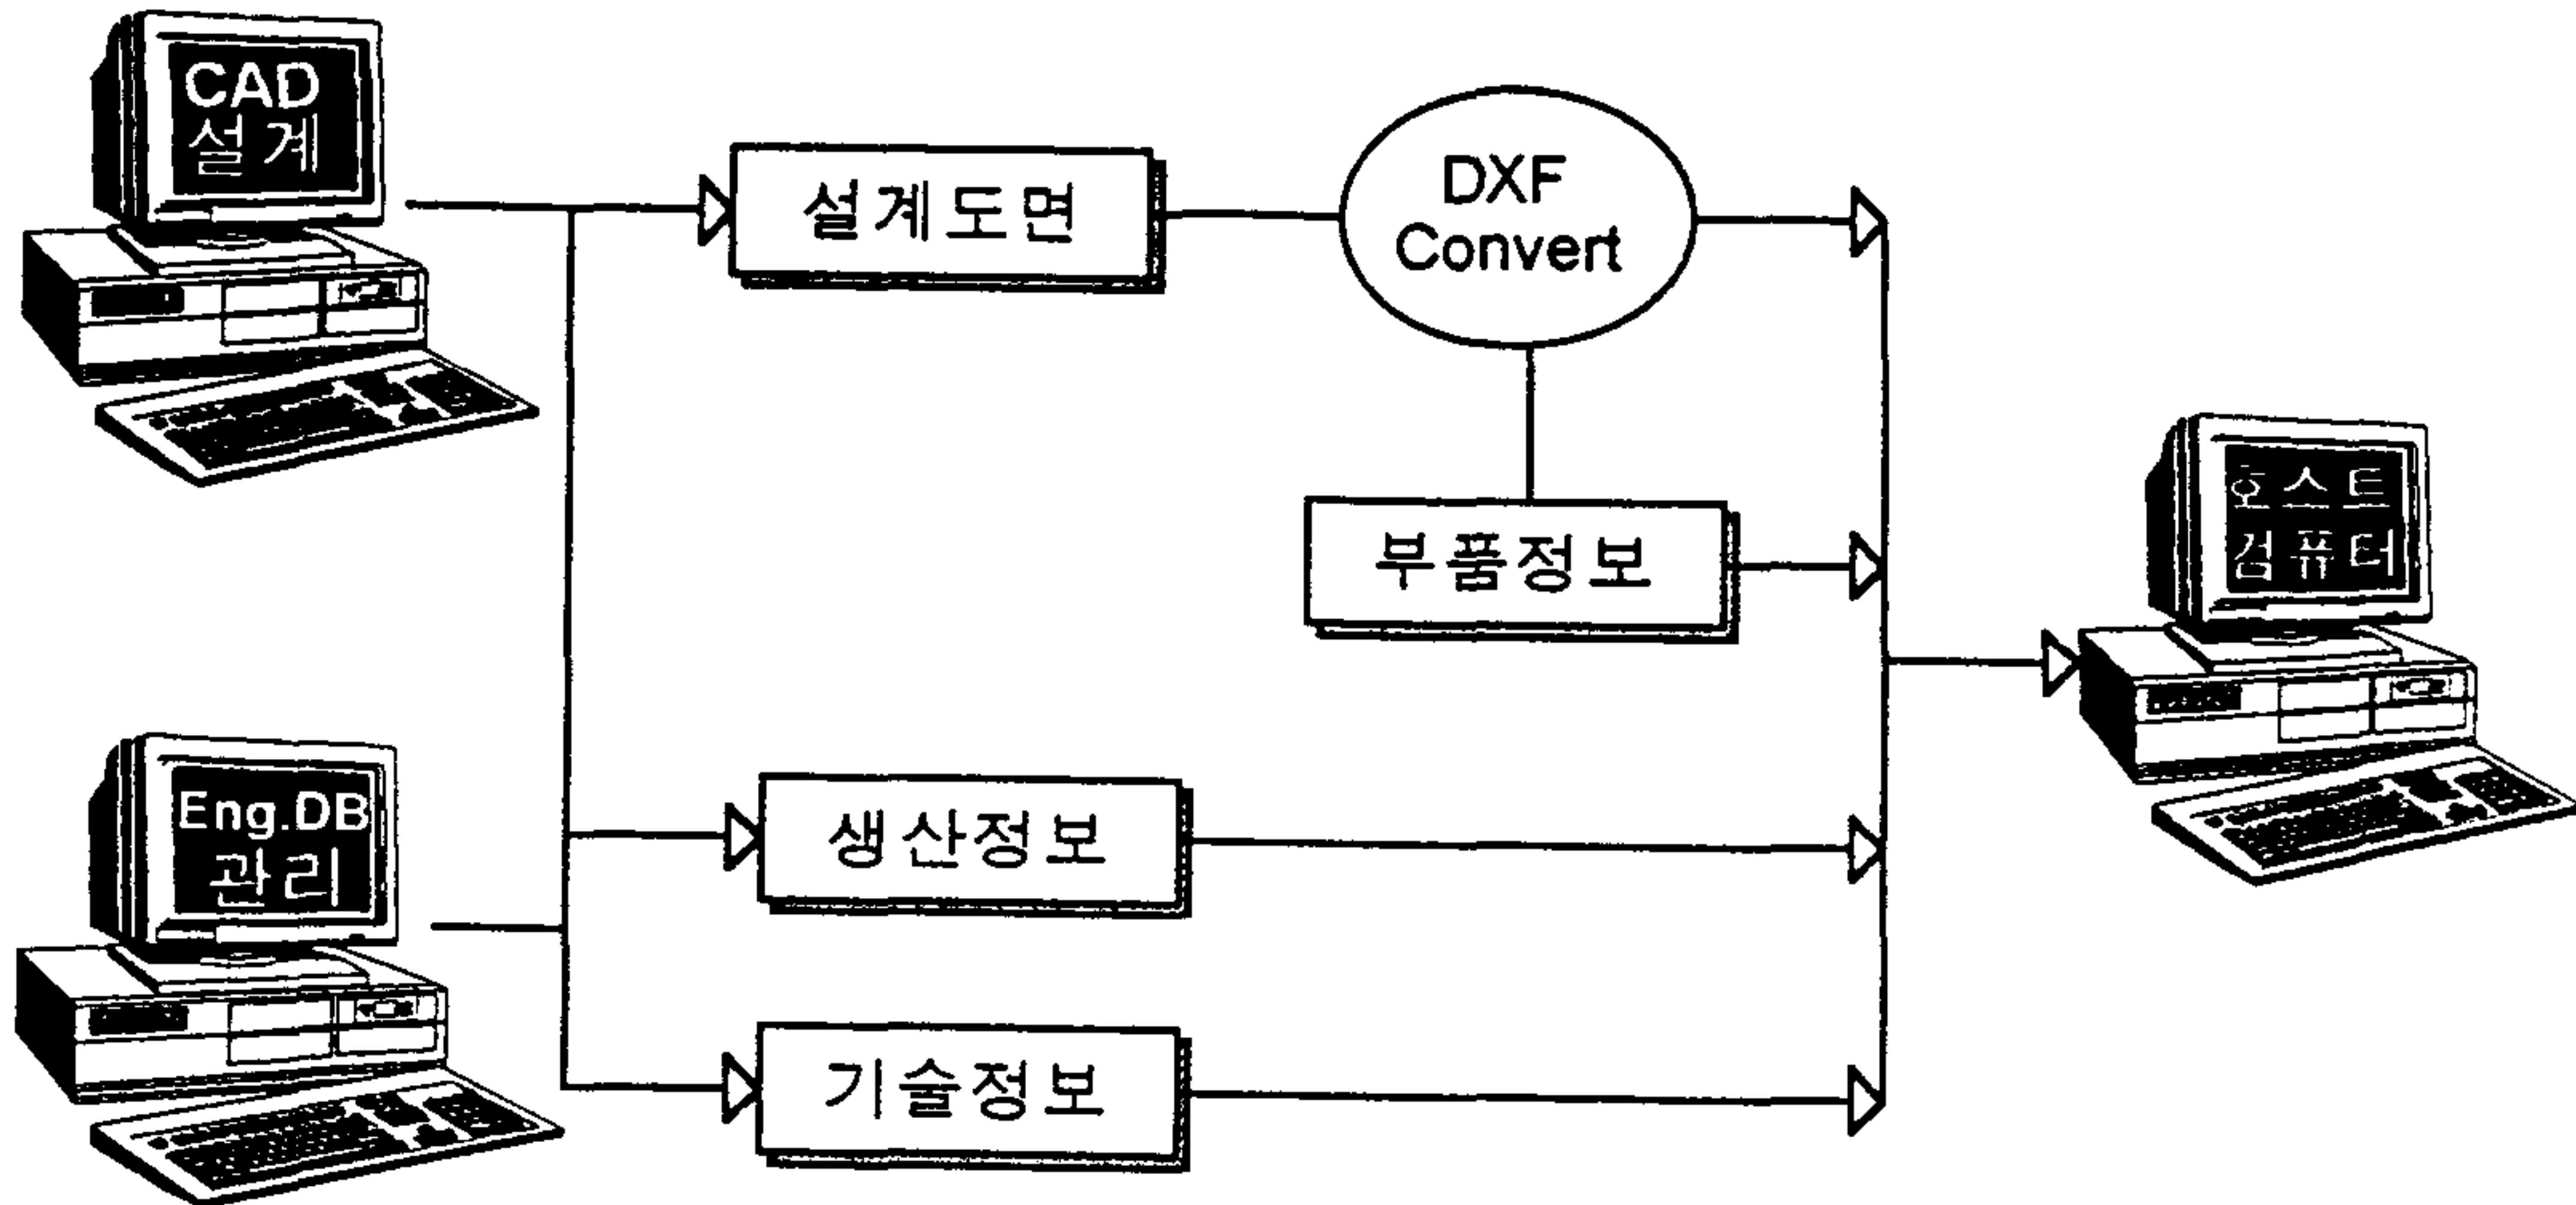 CAD
설계
설계도면
DXF
Convert
부품정보
호스트
컴퓨터
Eng.DB
관리
생산정보
기술정보